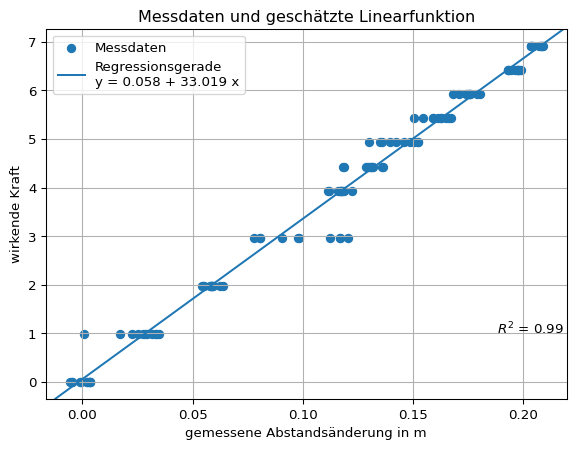 Messdaten und geschätzte Linearfunktion
Messdaten
Regressionsgerade
y = 0.058 + 33.019 x
wirkende Kraft
7
6
5
4
3
2
1
0
R² = 0.99
0.00 0.05 0.10 0.15 0.20
gemessene Abstandsänderung in m